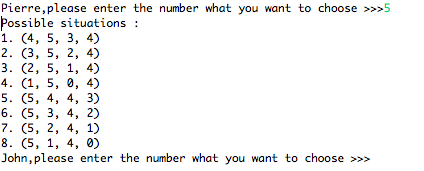 Pierre,please enter the number what you want to choose >>>5
Possible situations :
1. (4, 5, 3, 4)
2. (3, 5, 2, 4)
3. (2, 5, 1, 4)
4. (1, 5, 0, 4)
5. (5, 4, 4, 3)
6. (5, 3, 4, 2)
7. (5, 2, 4, 1)
8. (5, 1, 4, 0)
John,please enter the number what you want to choose >>>